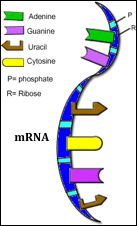 Adenine
P
Guanine
R
Uracil
Cytosine
P= phosphate
R= Ribose
mRNA